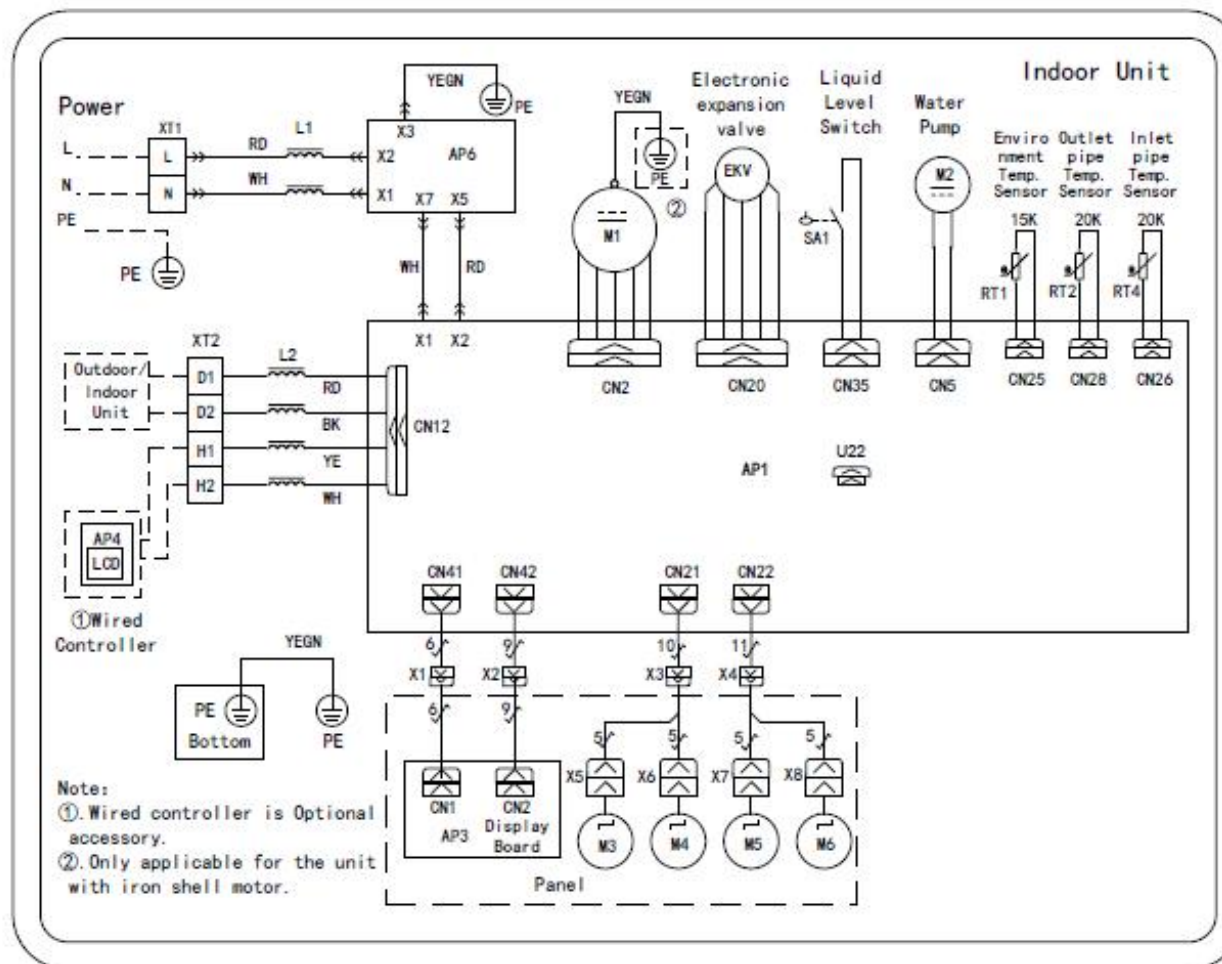 Indoor Unit
Power
XT1
L
N
PE
L
N
PE
RD
WH
L1
YEGN
PE
X3
X2
AP6
X1
X7
X5
WH
RD
YEGN
PE
②
M1
Electronic
expansion
valve
EKV
Liquid
Level
Switch
SA1
Water
Pump
M2
Enviro
nment
Temp.
Sensor
15K
RT1
Outlet
pipe
Temp.
Sensor
20K
RT2
Inlet
pipe
Temp.
Sensor
20K
RT4
X1
X2
CN2
CN20
CN35
CN5
CN25
CN28
CN26
XT2
L2
Outdoor/
Indoor
Unit
D1
RD
D2
BK
H1
YE
H2
WH
CN12
AP1
U22
AP4
LCD
①Wired
Controller
CN41
CN42
CN21
CN22
6
9
10
11
X1
X2
X3
X4
YEGN
PE
Bottom
PE
6
9
5
5
5
5
X5
X6
X7
X8
CN1
CN2
AP3
Display
Board
M3
M4
M5
M6
Panel
Note:
①.Wired controller is Optional
accessory.
②.Only applicable for the unit
with iron shell motor.